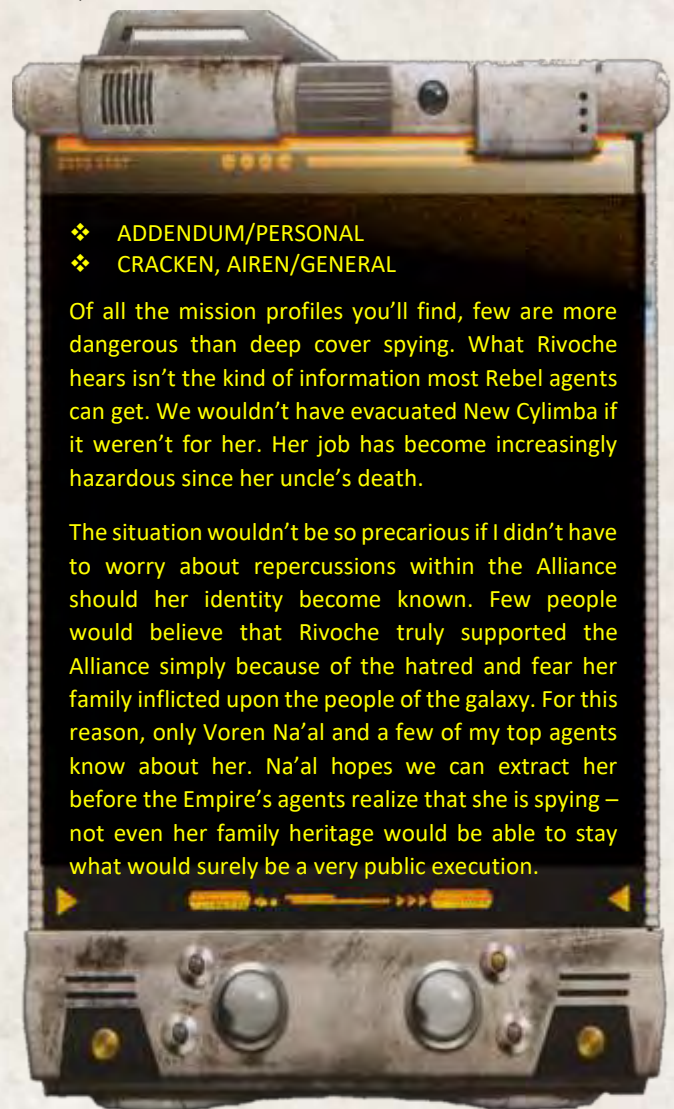 ❖ ADDENDUM/PERSONAL
❖ CRACKEN, AIREN/GENERAL
Of all the mission profiles you’ll find, few are more
dangerous than deep cover spying. What Rivoche
hears isn’t the kind of information most Rebel agents
can get. We wouldn’t have evacuated New Cylimba if
it weren’t for her. Her job has become increasingly
hazardous since her uncle’s death.
The situation wouldn’t be so precarious if I didn’t have
to worry about repercussions within the Alliance
should her identity become known. Few people
would believe that Rivoche truly supported the
Alliance simply because of the hatred and fear her
family inflicted upon the people of the galaxy. For this
reason, only Voren Na’al and a few of my top agents
know about her. Na’al hopes we can extract her
before the Empire’s agents realize that she is spying –
not even her family heritage would be able to stay
what would surely be a very public execution.